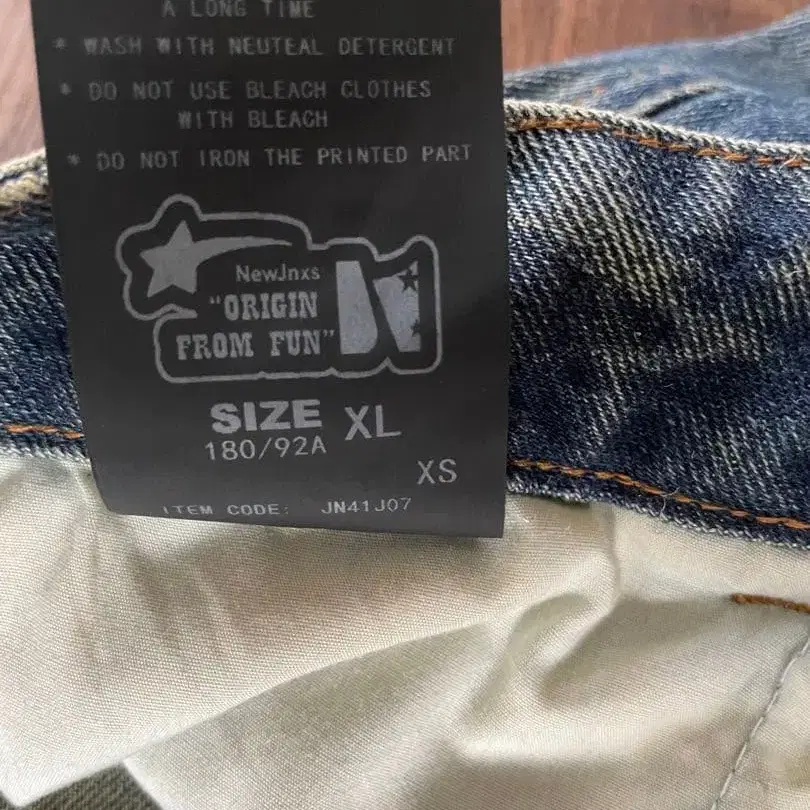 A LONG TIME
* WASH WITH NEUTEAL DETERGENT
* DO NOT USE BLEACH CLOTHES
WITH BLEACH
* DO NOT IRON THE PRINTED PART
NewJnxs
"ORIGIN
FROM FUN"
SIZE XL
180/92A
XS
ITEM CODE: JN41J07